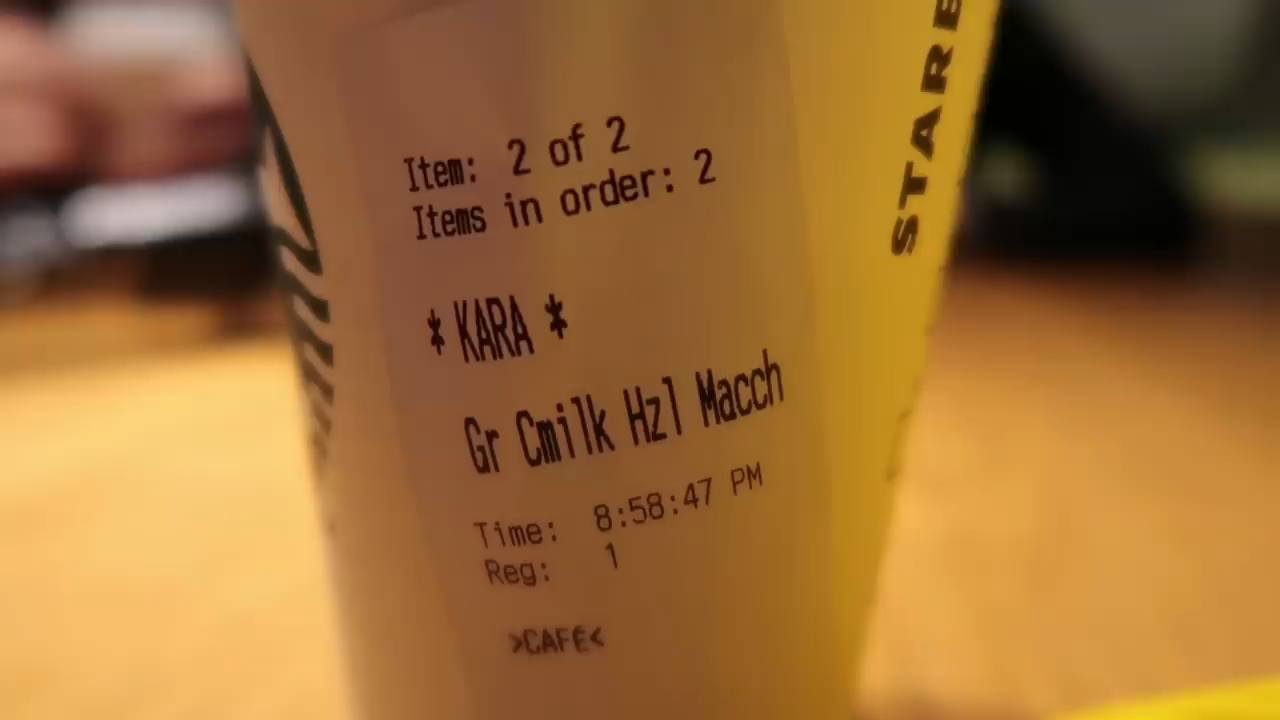 Item: 2 of 2
Items in order: 2
* KARA *
Gr Cmilk Hzl Macch
Time: 8:58:47 PM
Reg: 1
>CAFE<
STARB